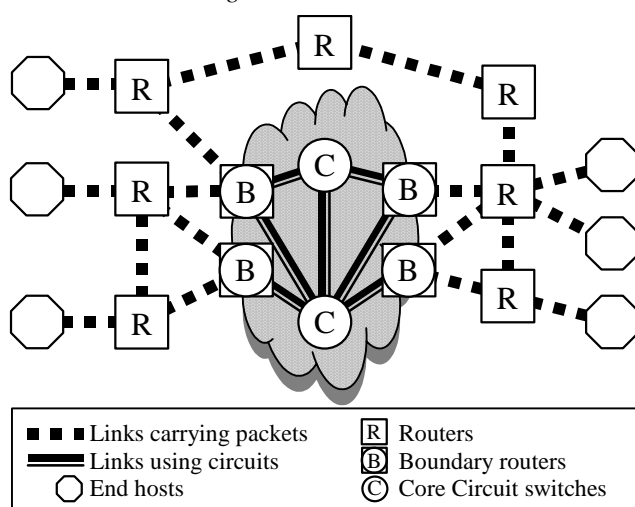 R
R
R
C
R B B R
B B
R
R C
Links carrying packets R Routers
Links using circuits B Boundary routers
End hosts C Core Circuit switches